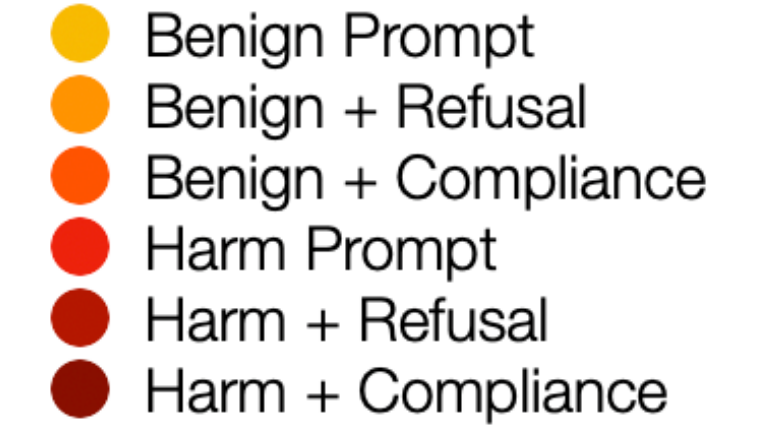 Benign Prompt
Benign + Refusal
Benign + Compliance
Harm Prompt
Harm + Refusal
Harm + Compliance